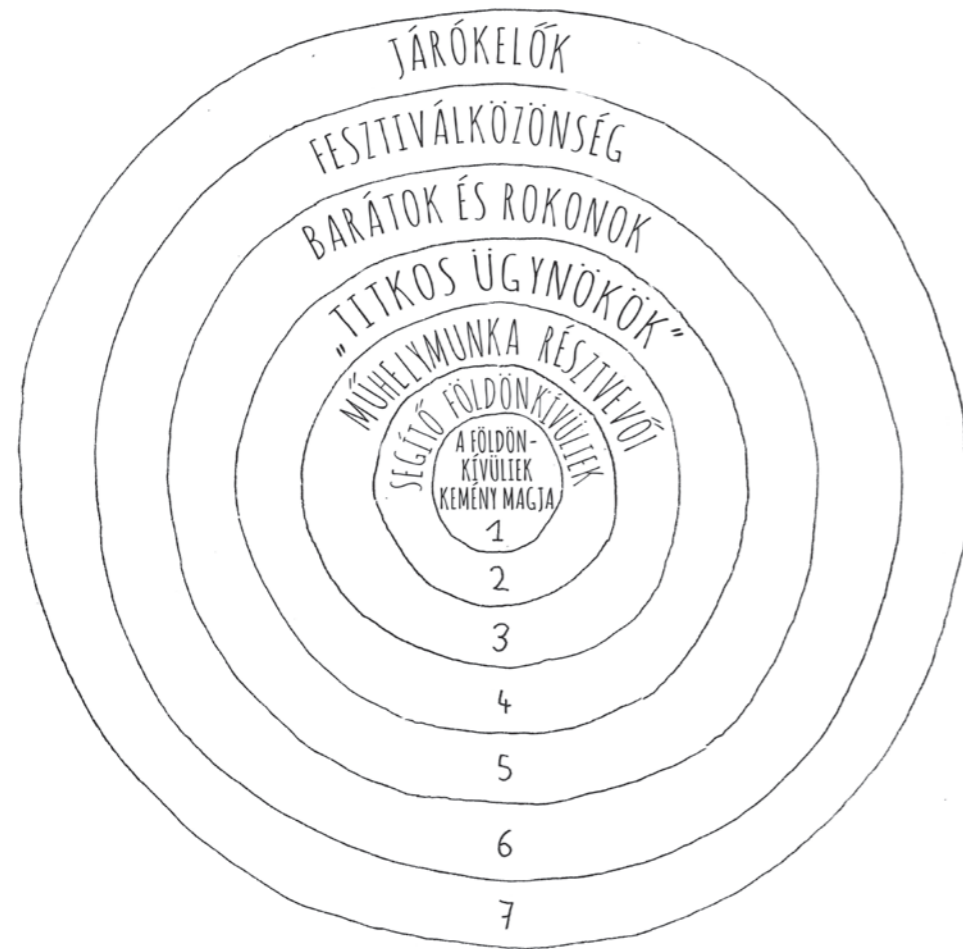 JÁRÓKELŐK
FESZTIVÁLKÖZÖNSÉG
BARÁTOK ÉS ROKONOK
„TITKOS ÜGYNÖKÖK”
MŰHELYMUNKA RÉSZTVEVŐI
SEGÍTŐ FÖLDÖNKÍVÜLIEK
A FÖLDÖN-
KÍVÜLIEK
KEMÉNY MAGJA
1
2
3
4
5
6
7